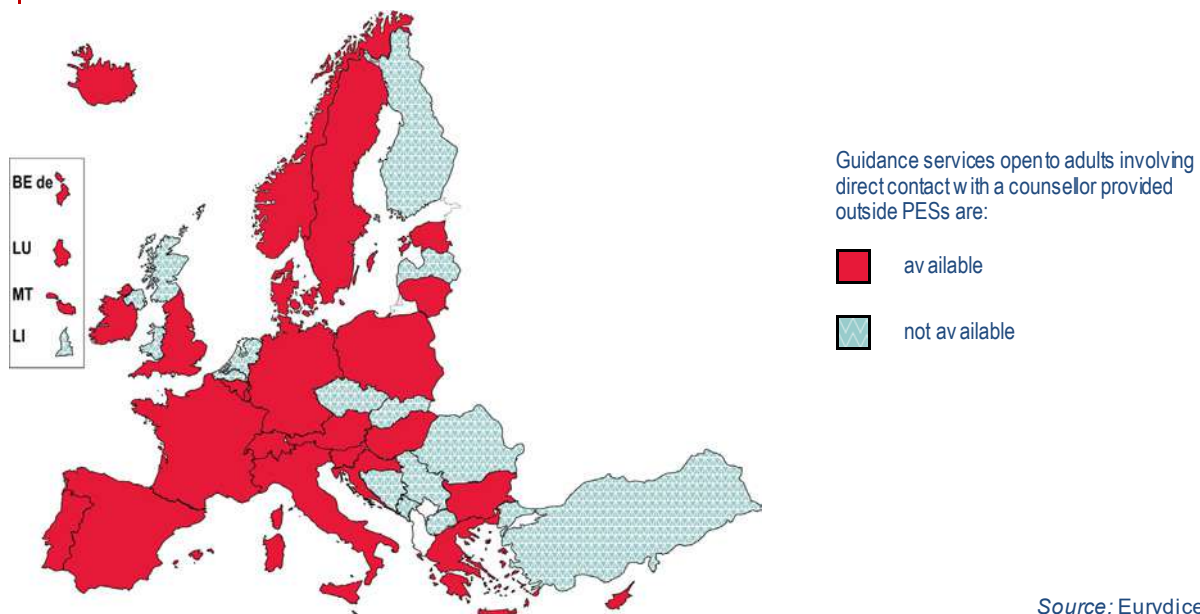 BE de
LU
MT
LI
Guidance services open to adults involving
direct contact with a counsellor provided
outside PESs are:
available
not available
Source: Eurydice